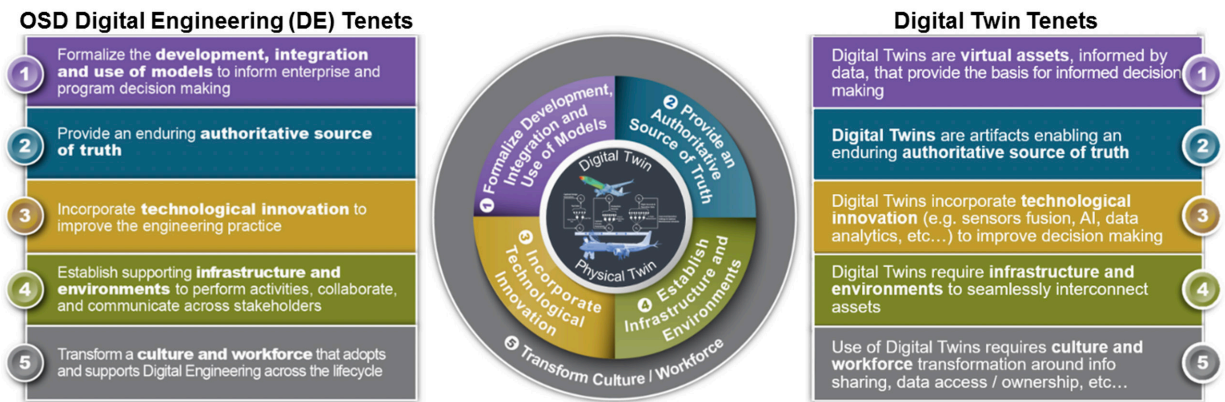 OSD Digital Engineering (DE) Tenets
1
Formalize the development, integration
and use of models to inform enterprise and
program decision making
2
Provide an enduring authoritative source
of truth
3
Incorporate technological innovation to
improve the engineering practice
4
Establish supporting infrastructure and
environments to perform activities, collaborate,
and communicate across stakeholders
5
Transform a culture and workforce that adopts
and supports Digital Engineering across the lifecycle
1 Formalize Development,
Integration and
Use of Models
2 Provide an
Authoritative
Source of Truth
Digital Twin
Physical Twin
3 Incorporate
Technological
Innovation
4 Establish
Infrastructure and
Environments
5 Transform Culture / Workforce
Digital Twin Tenets
Digital Twins are virtual assets, informed by
data, that provide the basis for informed decision
making
1
Digital Twins are artifacts enabling an
enduring authoritative source of truth
2
Digital Twins incorporate technological
innovation (e.g. sensors fusion, AI, data
analytics, etc…) to improve decision making
3
Digital Twins require infrastructure and
environments to seamlessly interconnect
assets
4
Use of Digital Twins requires culture and
workforce transformation around info
sharing, data access / ownership, etc…
5